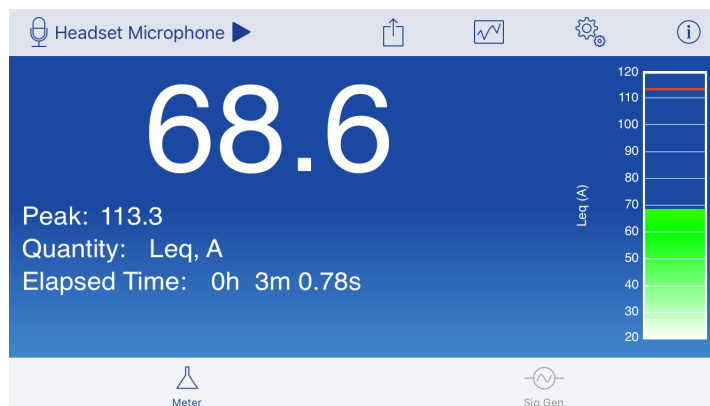 Headset Microphone
68.6
Peak: 113.3
Quantity: Leq, A
Elapsed Time: 0h 3m 0.78s
Leq (A)
120
110
100
90
80
70
60
50
40
30
20
Meter
Sig Gen